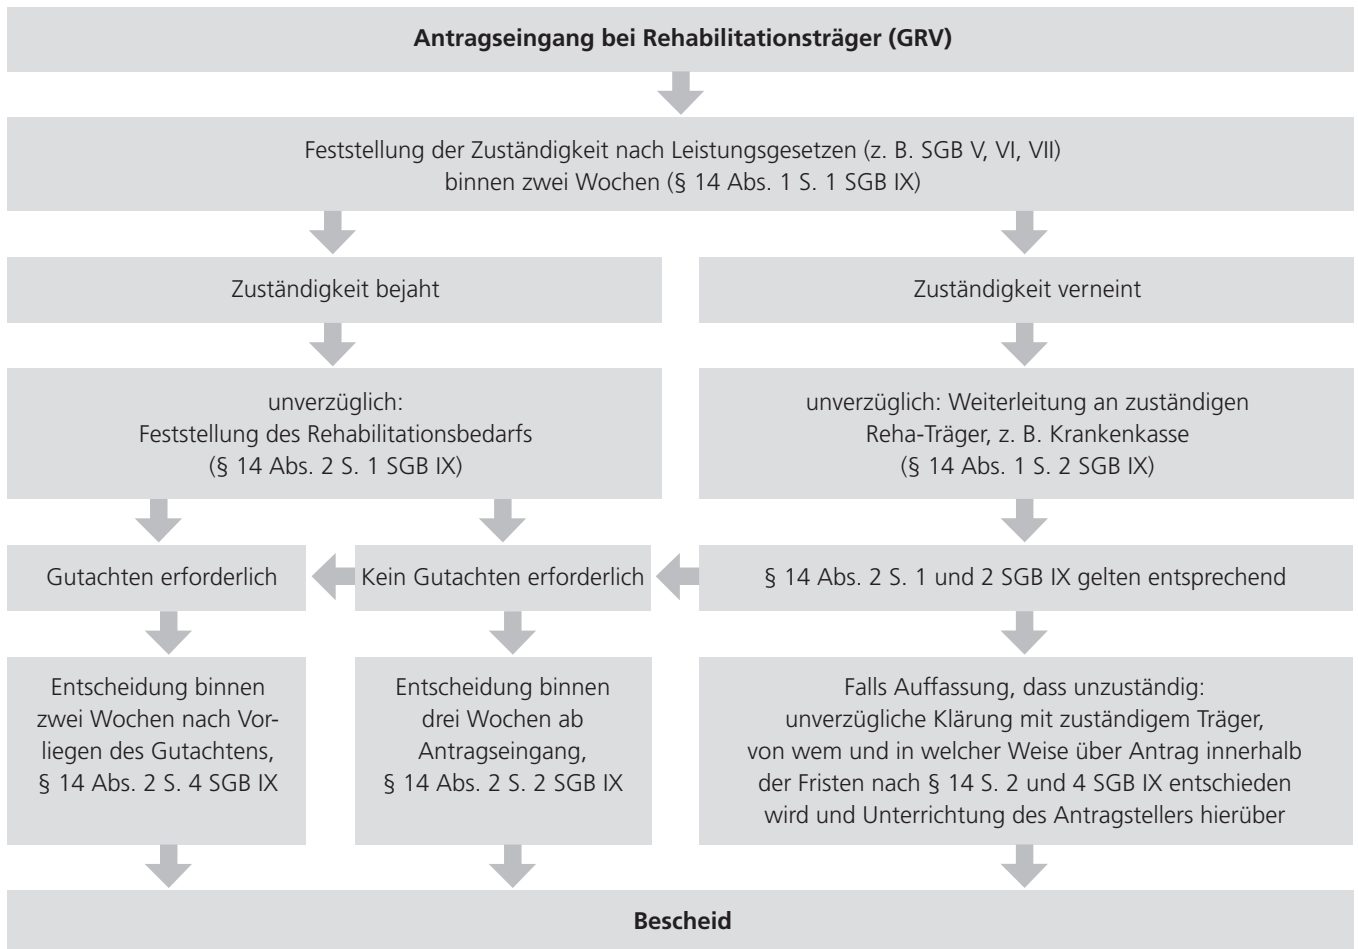 Antragseingang bei Rehabilitationsträger (GRV)
Feststellung der Zuständigkeit nach Leistungsgesetzen (z. B. SGB V, VI, VII)
binnen zwei Wochen (§ 14 Abs. 1 S. 1 SGB IX)
Zuständigkeit bejaht
Zuständigkeit verneint
unverzüglich:
Feststellung des Rehabilitationsbedarfs
(§ 14 Abs. 2 S. 1 SGB IX)
unverzüglich: Weiterleitung an zuständigen
Reha-Träger, z. B. Krankenkasse
(§ 14 Abs. 1 S. 2 SGB IX)
Gutachten erforderlich
Kein Gutachten erforderlich
§ 14 Abs. 2 S. 1 und 2 SGB IX gelten entsprechend
Entscheidung binnen
zwei Wochen nach Vor-
liegen des Gutachtens,
§ 14 Abs. 2 S. 4 SGB IX
Entscheidung binnen
drei Wochen ab
Antragseingang,
§ 14 Abs. 2 S. 2 SGB IX
Falls Auffassung, dass unzuständig:
unverzügliche Klärung mit zuständigem Träger,
von wem und in welcher Weise über Antrag innerhalb
der Fristen nach § 14 S. 2 und 4 SGB IX entschieden
wird und Unterrichtung des Antragstellers hierüber
Bescheid